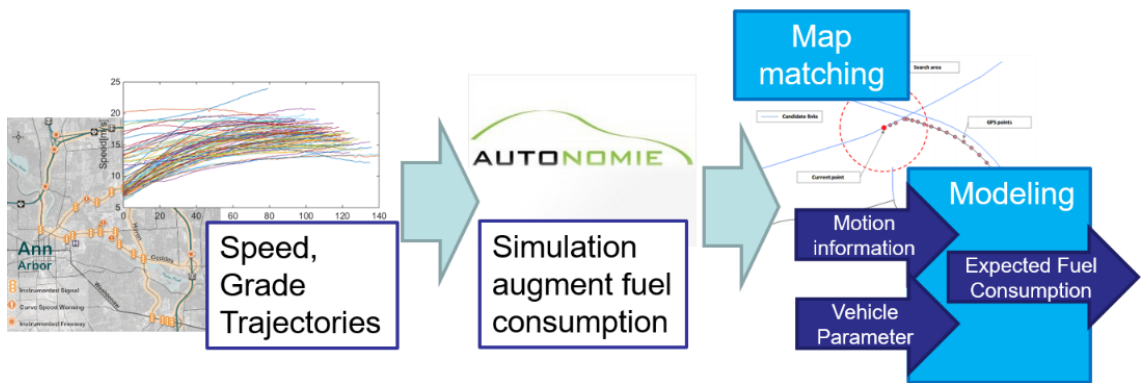 25
20
15
10
5
Speed[m/s]
0
20
40
60
80
100
120
140
Ann
Arbor
Instrumented Signal
Curve Speed Warning
Instrumented Freeway
Speed,
Grade
Trajectories
AUTONOMIE
Simulation
augment fuel
consumption
Map
matching
Search area
Candidate links
GPS points
Current point
Modeling
Motion
information
Expected Fuel
Consumption
Vehicle
Parameter